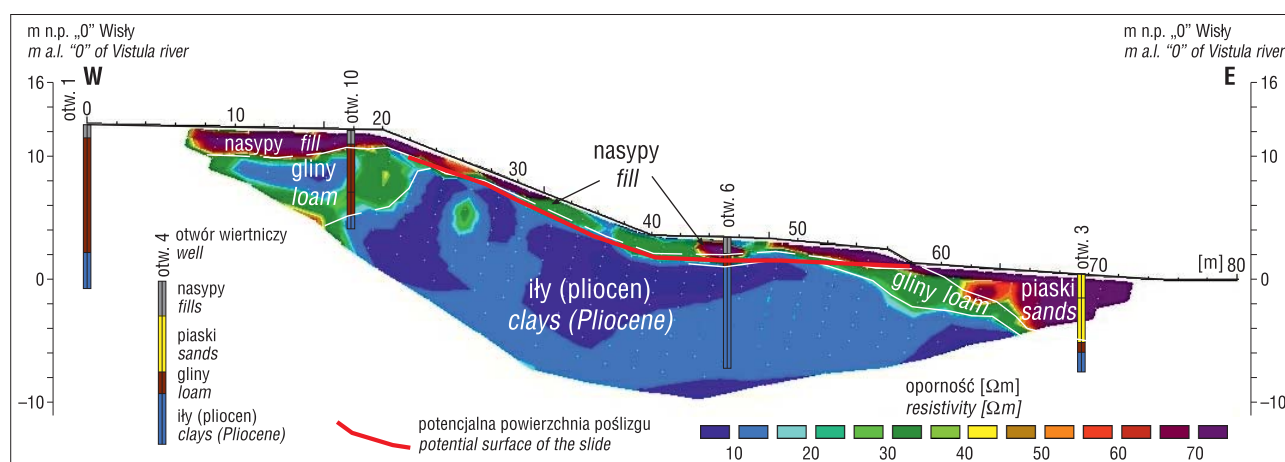 m n.p. „0” Wisły
m a.l. “0” of Vistula river
m n.p. „0” Wisły
m a.l. “0” of Vistula river
W
E
16
10
0
–10
16
10
0
–10
otw. 1
otw. 10
otw. 6
otw. 3
0
10
20
30
40
50
60
70
[m]
80
nasypy fill
gliny
loam
nasypy
fill
iły (pliocen)
clays (Pliocene)
gliny loam
piaski
sands
otw. 4
otwór wiertniczy
well
nasypy
fills
piaski
sands
gliny
loam
iły (pliocen)
clays (Pliocene)
potencjalna powierzchnia poślizgu
potential surface of the slide
oporność [Ωm]
resistivity [Ωm]
10 20 30 40 50 60 70